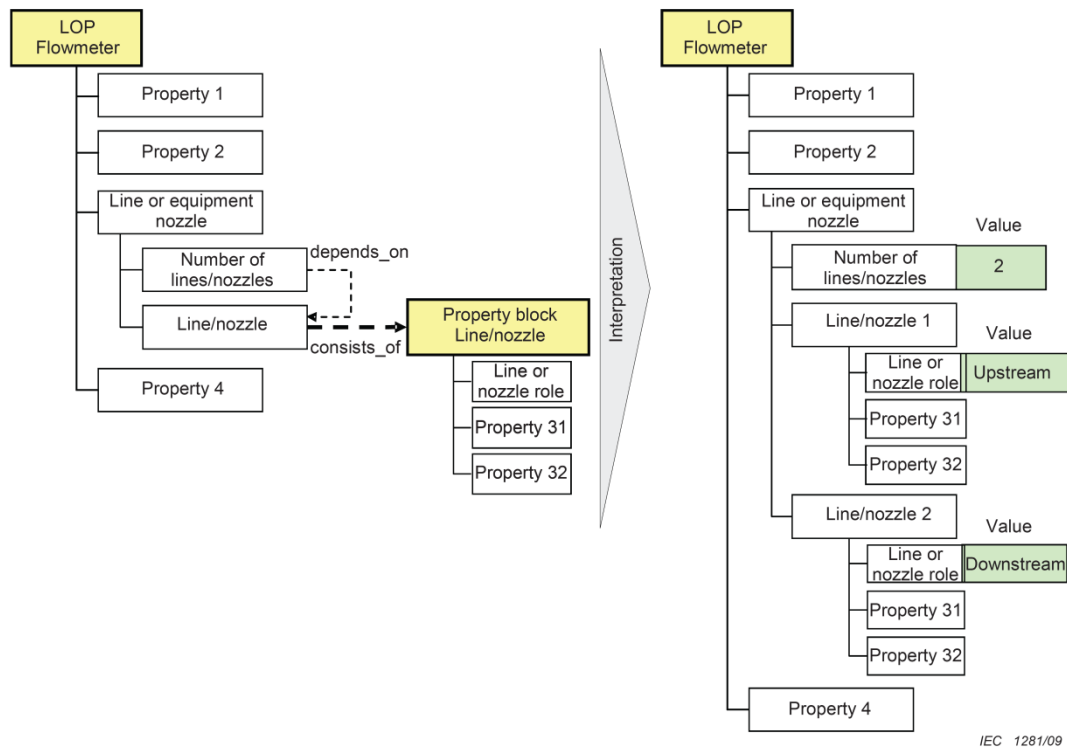 LOP
Flowmeter
Property 1
Property 2
Line or equipment
nozzle
Number of
lines/nozzles
depends_on
Line/nozzle
consists_of
Property block
Line/nozzle
Line or
nozzle role
Property 31
Property 32
Property 4
Interpretation
LOP
Flowmeter
Property 1
Property 2
Line or equipment
nozzle
Value
Number of
lines/nozzles
2
Line/nozzle 1
Value
Line or
nozzle role
Upstream
Property 31
Property 32
Line/nozzle 2
Value
Line or
nozzle role
Downstream
Property 31
Property 32
Property 4
IEC 1281/09